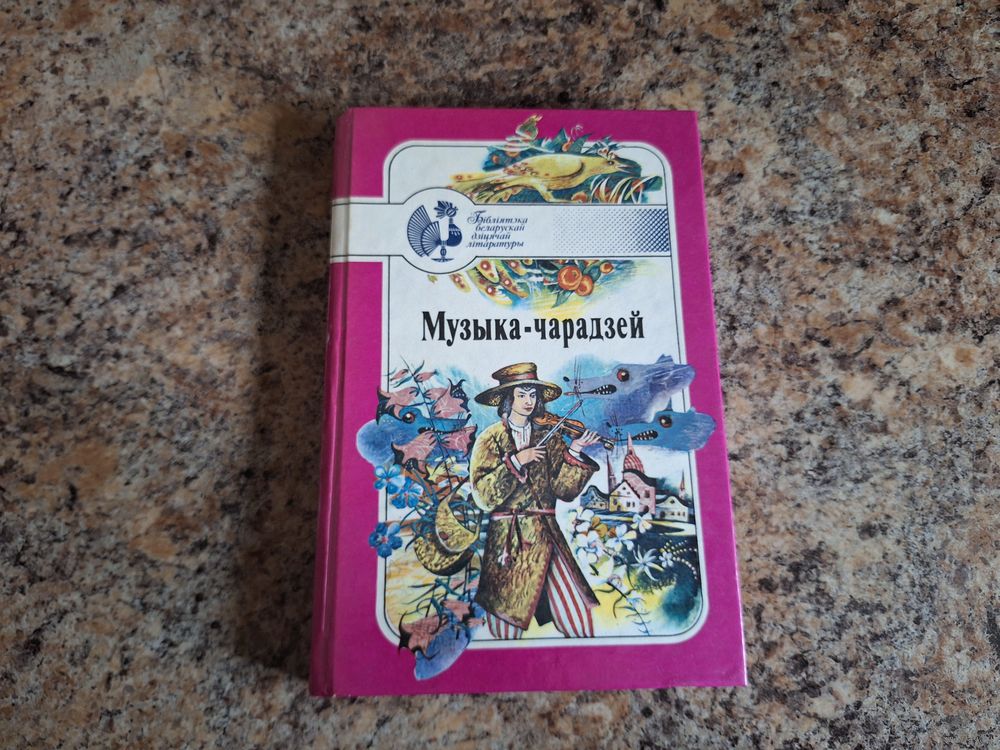 Бібліятэка
беларускай
дзіцячай
літаратуры
Музыка-чарадзей